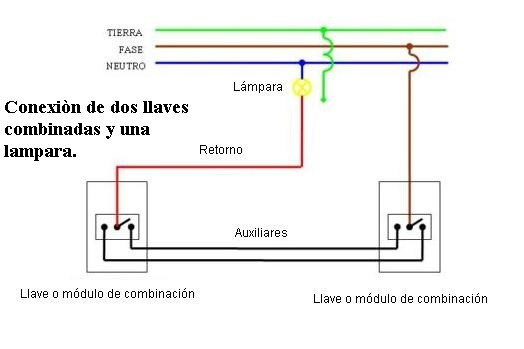 TIERRA
FASE
NEUTRO
Lámpara
Conexiòn de dos llaves
combinadas y una
lampara.
Retorno
Auxiliares
Llave o módulo de combinación
Llave o módulo de combinación